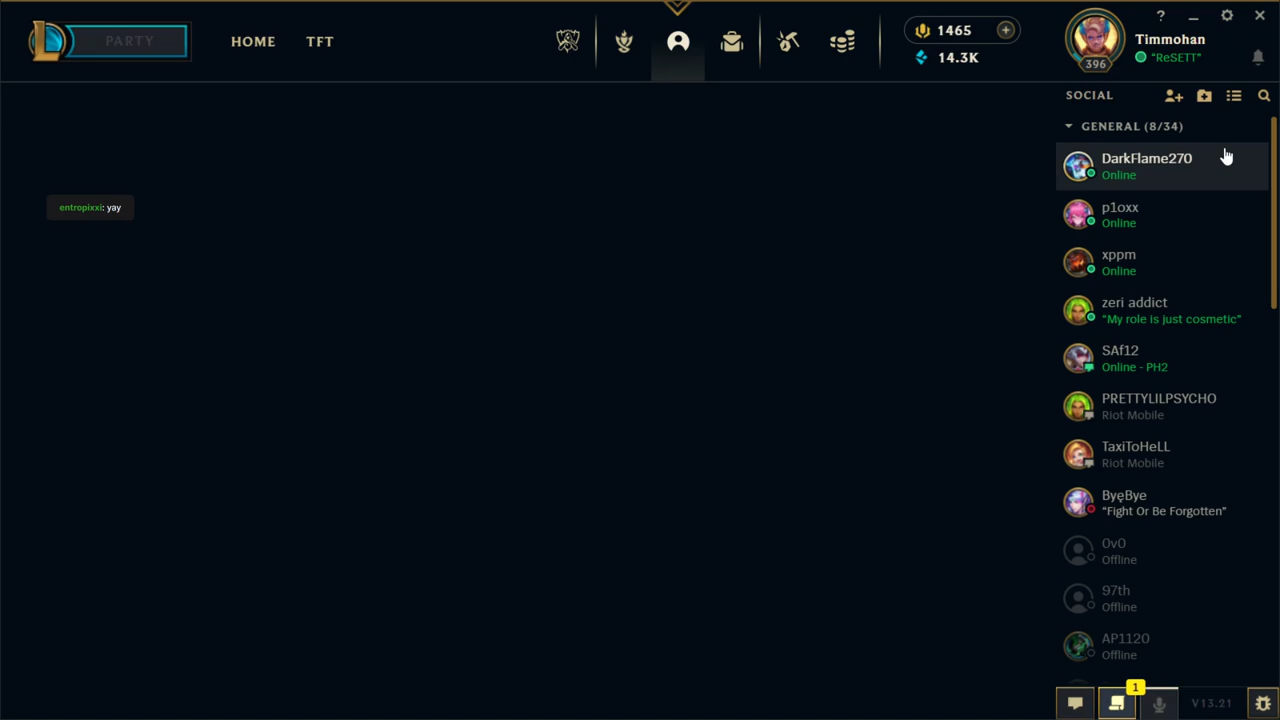 PARTY
HOME
TFT
1465
14.3K
396
?
Timmohan
"ReSETT"
SOCIAL
GENERAL (8/34)
DarkFlame270
Online
p1oxx
Online
entropixxi: yay
xppm
Online
zeri addict
"My role is just cosmetic"
SAf12
Online - PH2
PRETTYLILPSYCHO
Riot Mobile
TaxiToHeLL
Riot Mobile
ByęBye
"Fight Or Be Forgotten"
0v0
Offline
97th
Offline
AP1120
Offline
1
V13.21